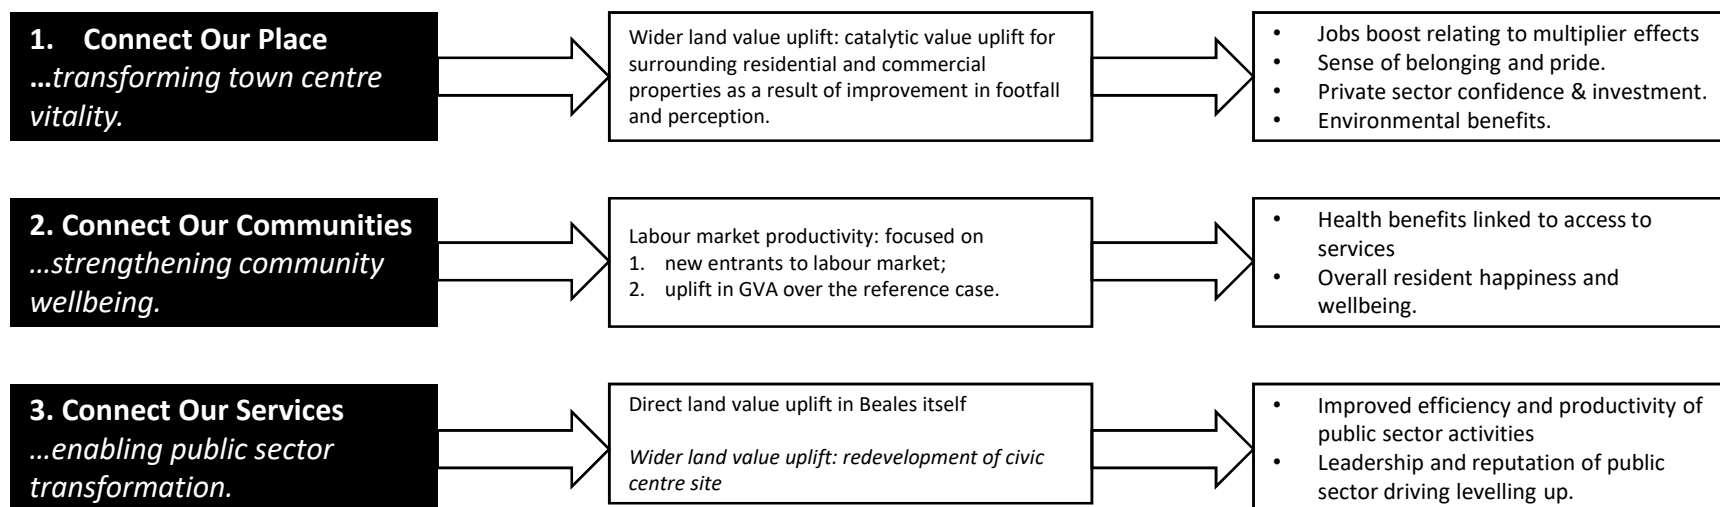 1. Connect Our Place
...transforming town centre
vitality.
Wider land value uplift: catalytic value uplift for
surrounding residential and commercial
properties as a result of improvement in footfall
and perception.
• Jobs boost relating to multiplier effects
• Sense of belonging and pride.
• Private sector confidence & investment.
• Environmental benefits.
2. Connect Our Communities
...strengthening community
wellbeing.
Labour market productivity: focused on
1. new entrants to labour market;
2. uplift in GVA over the reference case.
• Health benefits linked to access to
services
• Overall resident happiness and
wellbeing.
3. Connect Our Services
...enabling public sector
transformation.
Direct land value uplift in Beales itself
Wider land value uplift: redevelopment of civic
centre site
• Improved efficiency and productivity of
public sector activities
• Leadership and reputation of public
sector driving levelling up.